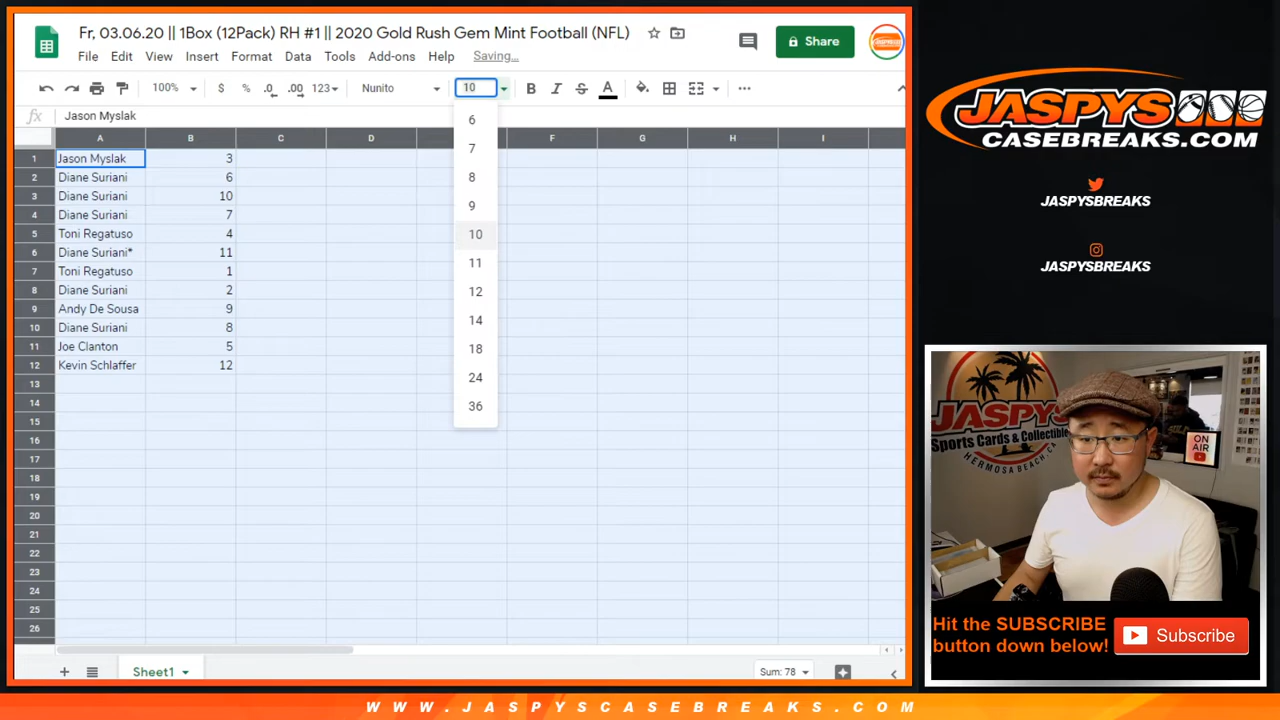 Fr, 03.06.20 || 1Box (12Pack) RH #1 || 2020 Gold Rush Gem Mint Football (NFL)
File Edit View Insert Format Data Tools Add-ons Help Saving...
Share
100% $ % .0 .00 123 Nunito 10 B I S A
fx Jason Myslak
A B C D F G H I
1 Jason Myslak 3
2 Diane Suriani 6
3 Diane Suriani 10
4 Diane Suriani 7
5 Toni Regatuso 4
6 Diane Suriani* 11
7 Toni Regatuso 1
8 Diane Suriani 2
9 Andy De Sousa 9
10 Diane Suriani 8
11 Joe Clanton 5
12 Kevin Schlaffer 12
13
14
15
16
17
18
19
20
21
22
23
24
25
26
6
7
8
9
10
11
12
14
18
24
36
Sheet1
Sum: 78
JASPYS
CASEBREAKS.COM
JASPYSBREAKS
JASPYSBREAKS
JASPYS
Sports Cards & Collectible
HERMOSA BEACH, CA
ON
AIR
Hit the SUBSCRIBE
button down below!
Subscribe
WWW.JASPYSCASEBREAKS.COM